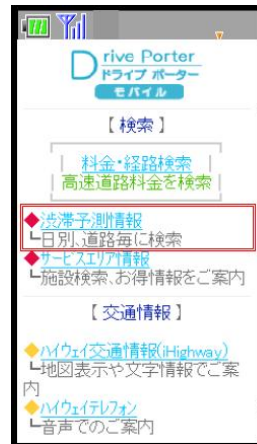 Drive Porter
ドライブ ポーター
モバイル
【検索】
料金・経路検索
高速道路料金を検索
◆渋滞予測情報
┗日別、道路毎に検索
◆サービスエリア情報
┗施設検索、お得情報をご案内
【交通情報】
◆ハイウェイ交通情報(iHighway)
┗地図表示や文字情報でご案
内
◆ハイウェイテレフォン
┗音声でのご案内